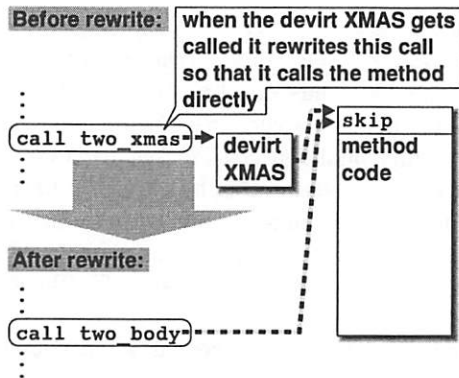 Before rewrite:
when the devirt XMAS gets
called it rewrites this call
so that it calls the method
directly
call two_xmas
devirt
XMAS
skip
method
code
After rewrite:
call two_body